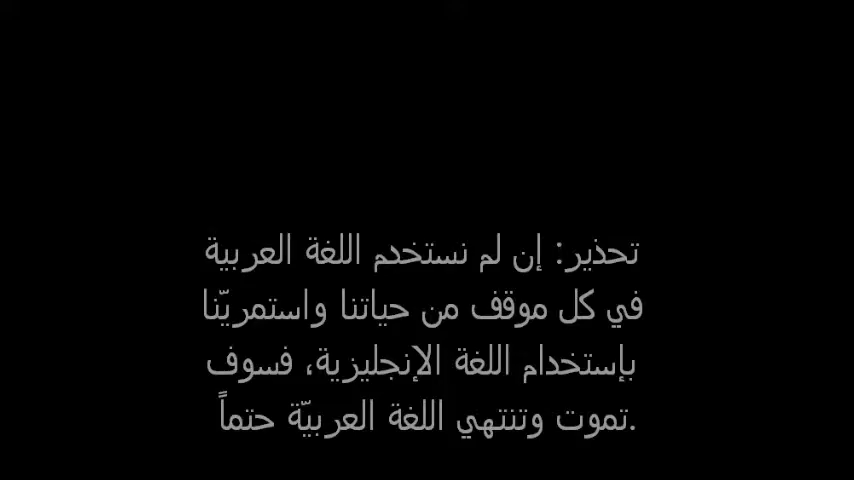 تحذير: إن لم نستخدم اللغة العربية
في كل موقف من حياتنا واستمريّنا
بإستخدام اللغة الإنجليزية، فسوف
.تموت وتنتهي اللغة العربيّة حتماً